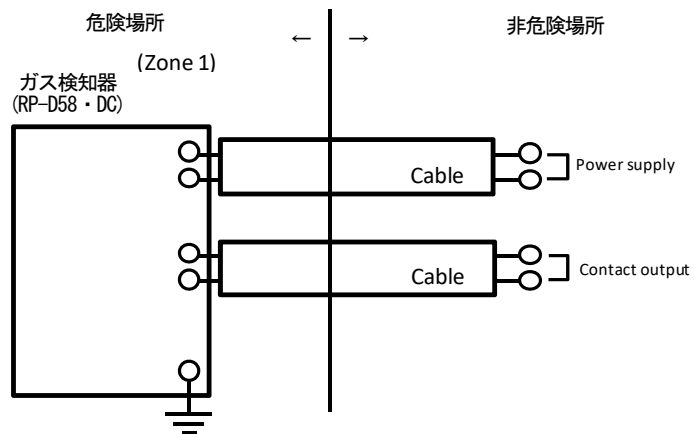 危険場所
← →
非危険場所
(Zone 1)
ガス検知器
(RP-D58・DC)
Cable
Power supply
Cable
Contact output